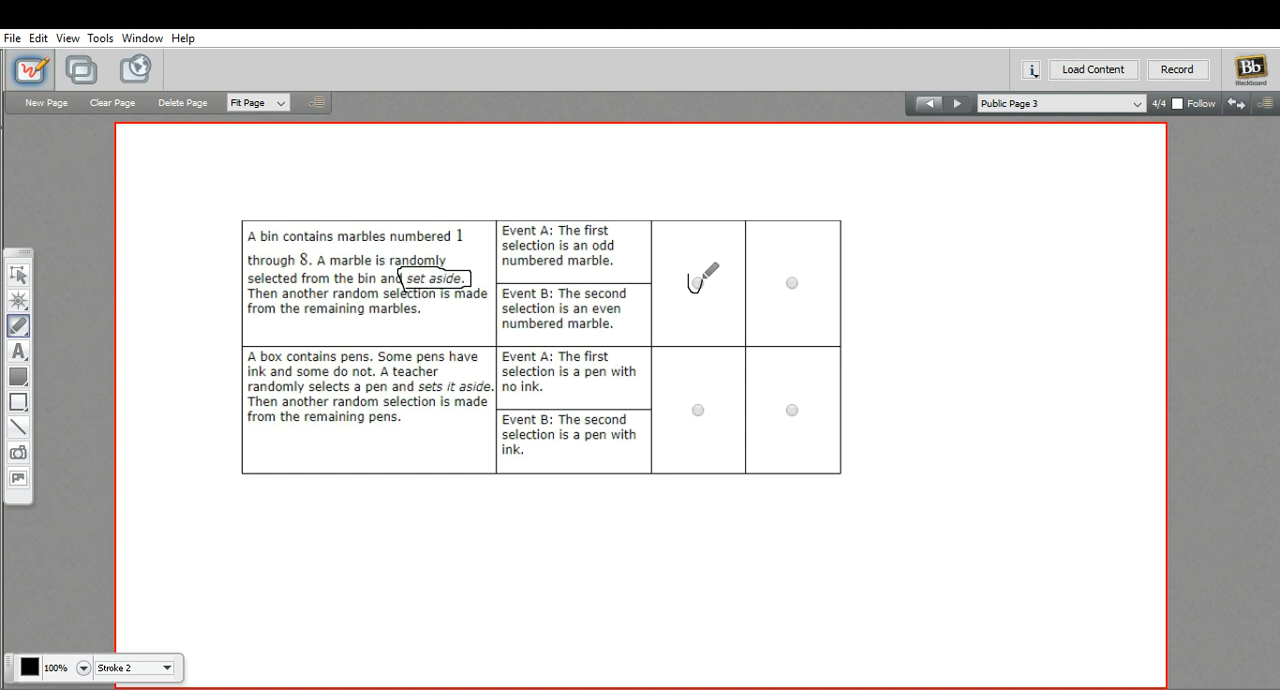 File Edit View Tools Window Help
Load Content Record Bb
Blackboard
New Page Clear Page Delete Page Fit Page Public Page 3 4/4 Follow
A bin contains marbles numbered 1
through 8. A marble is randomly
selected from the bin and set aside.
Then another random selection is made
from the remaining marbles.
Event A: The first
selection is an odd
numbered marble.
Event B: The second
selection is an even
numbered marble.
A box contains pens. Some pens have
ink and some do not. A teacher
randomly selects a pen and sets it aside.
Then another random selection is made
from the remaining pens.
Event A: The first
selection is a pen with
no ink.
Event B: The second
selection is a pen with
ink.
100% Stroke 2